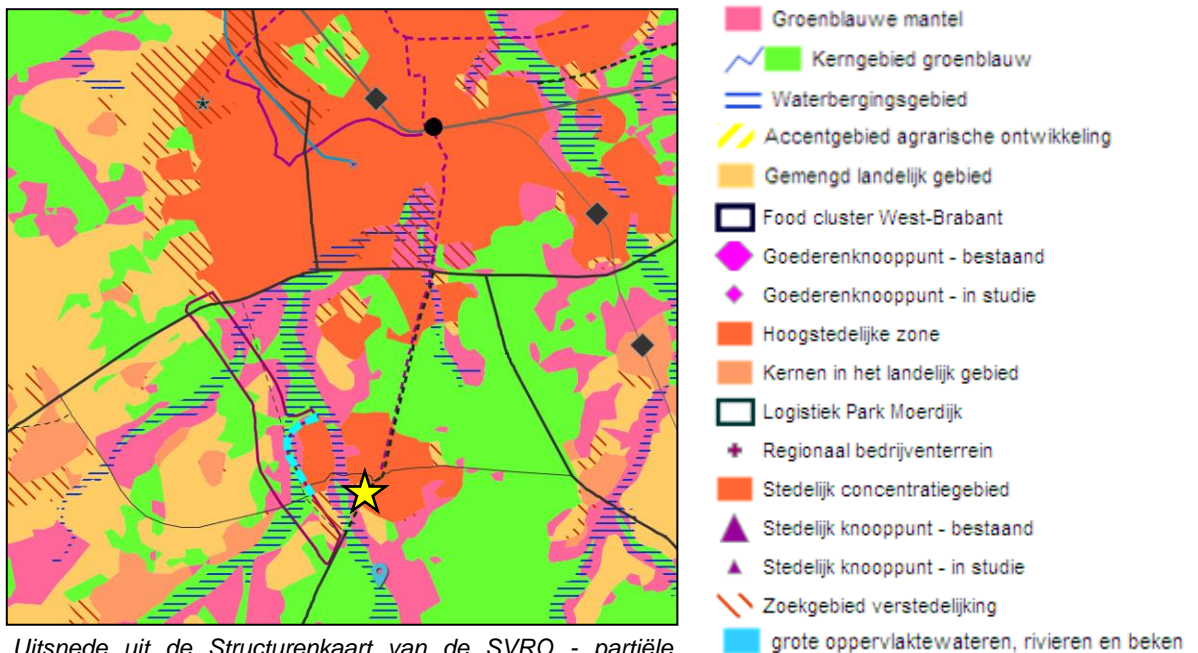 Groenblauwe mantel
Kerngebied groenblauw
Waterbergingsgebied
Accentgebied agrarische ontwikkeling
Gemengd landelijk gebied
Food cluster West-Brabant
Goederenknooppunt - bestaand
Goederenknooppunt - in studie
Hoogstedelijke zone
Kernen in het landelijk gebied
Logistiek Park Moerdijk
Regionaal bedrijventerrein
Stedelijk concentratiegebied
Stedelijk knooppunt - bestaand
Stedelijk knooppunt - in studie
Zoekgebied verstedelijking
grote oppervlaktewateren, rivieren en beken
Uitsnede uit de Structurenkaart van de SVRO - partiële